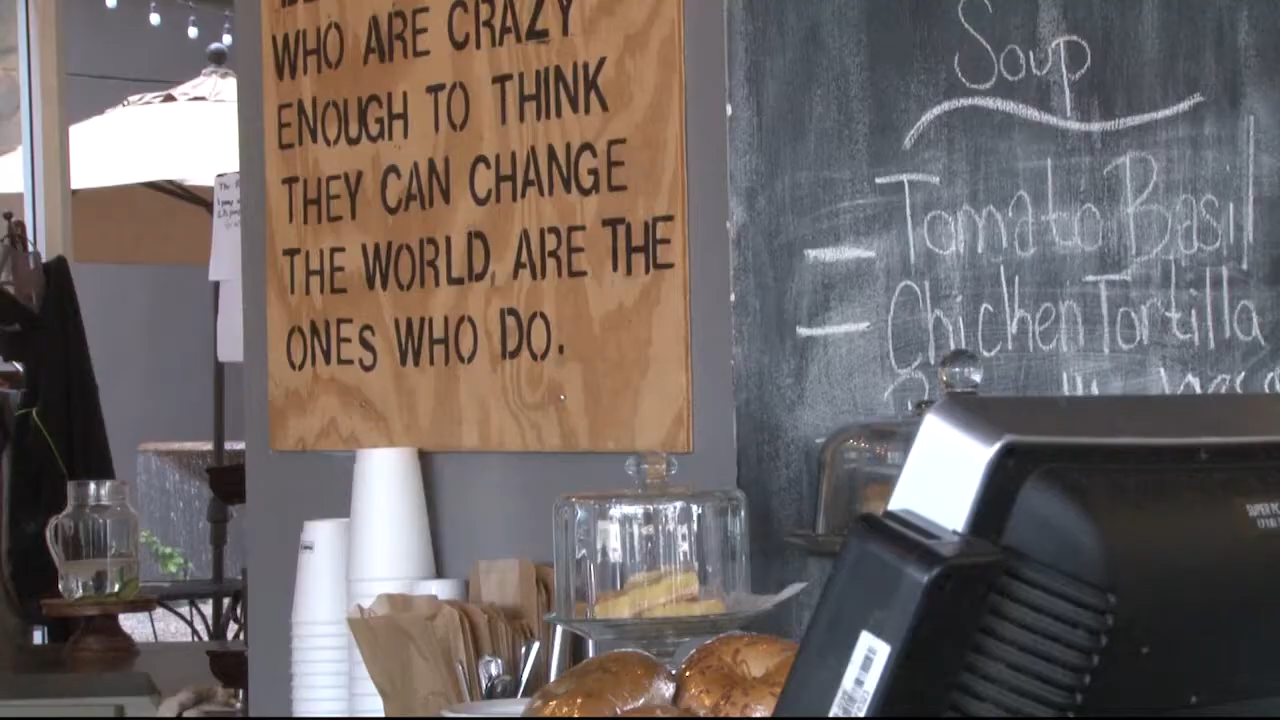 WHO ARE CRAZY
ENOUGH TO THINK
THEY CAN CHANGE
THE WORLD, ARE THE
ONES WHO DO.
Soup
- Tomato Basil
- Chicken Tortilla